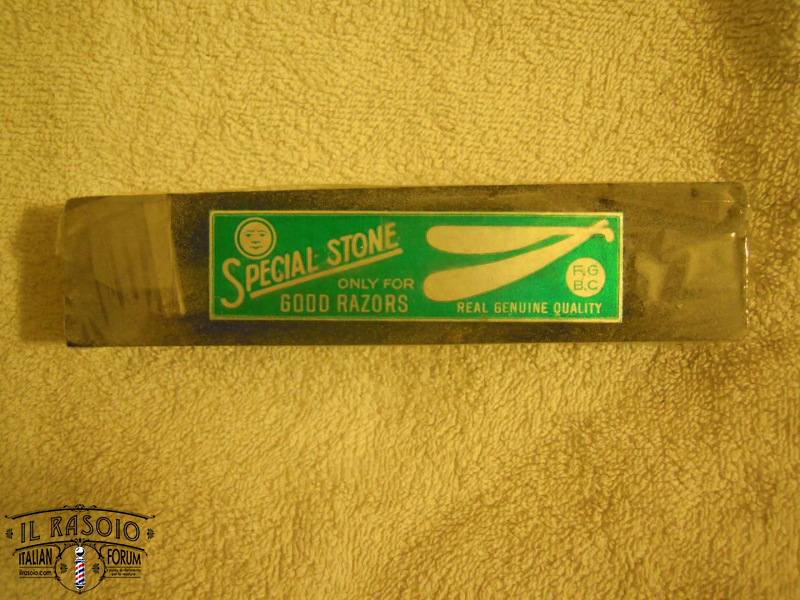 SPECIAL STONE
ONLY FOR
GOOD RAZORS
F,G
B,C
REAL GENUINE QUALITY
IL RASOIO
ITALIAN FORUM
ilrasoio.com